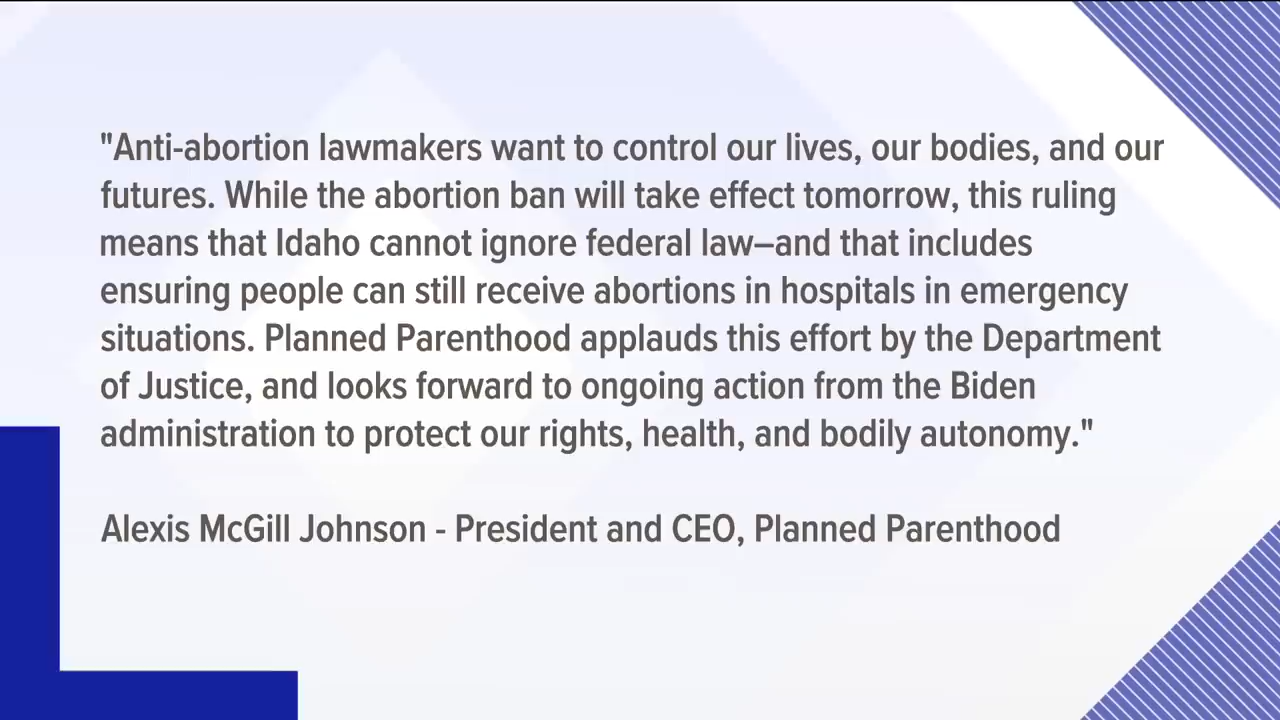 "Anti-abortion lawmakers want to control our lives, our bodies, and our
futures. While the abortion ban will take effect tomorrow, this ruling
means that Idaho cannot ignore federal law–and that includes
ensuring people can still receive abortions in hospitals in emergency
situations. Planned Parenthood applauds this effort by the Department
of Justice, and looks forward to ongoing action from the Biden
administration to protect our rights, health, and bodily autonomy."
Alexis McGill Johnson - President and CEO, Planned Parenthood